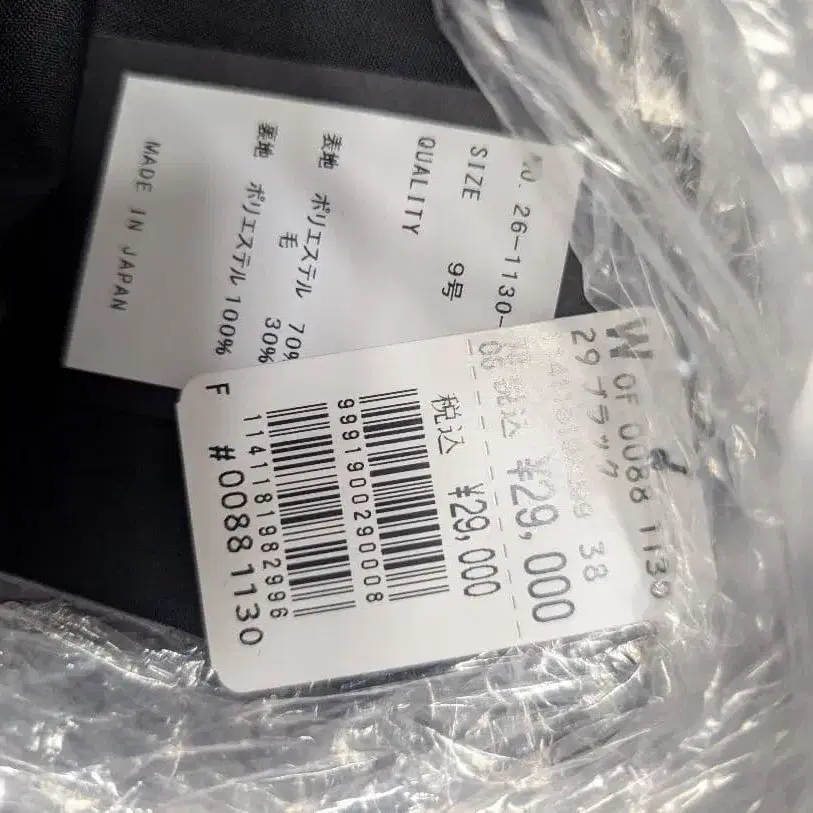 26-1130-
SIZE 9号
QUALITY
表地 ポリエステル 70%
毛 30%
裏地 ポリエステル 100%
MADE IN JAPAN
W OF 0088 1130
29 ブラック 38
税込 ¥29,000
税込 ¥29,000
9991900290008
1141181982996
F #0088 1130